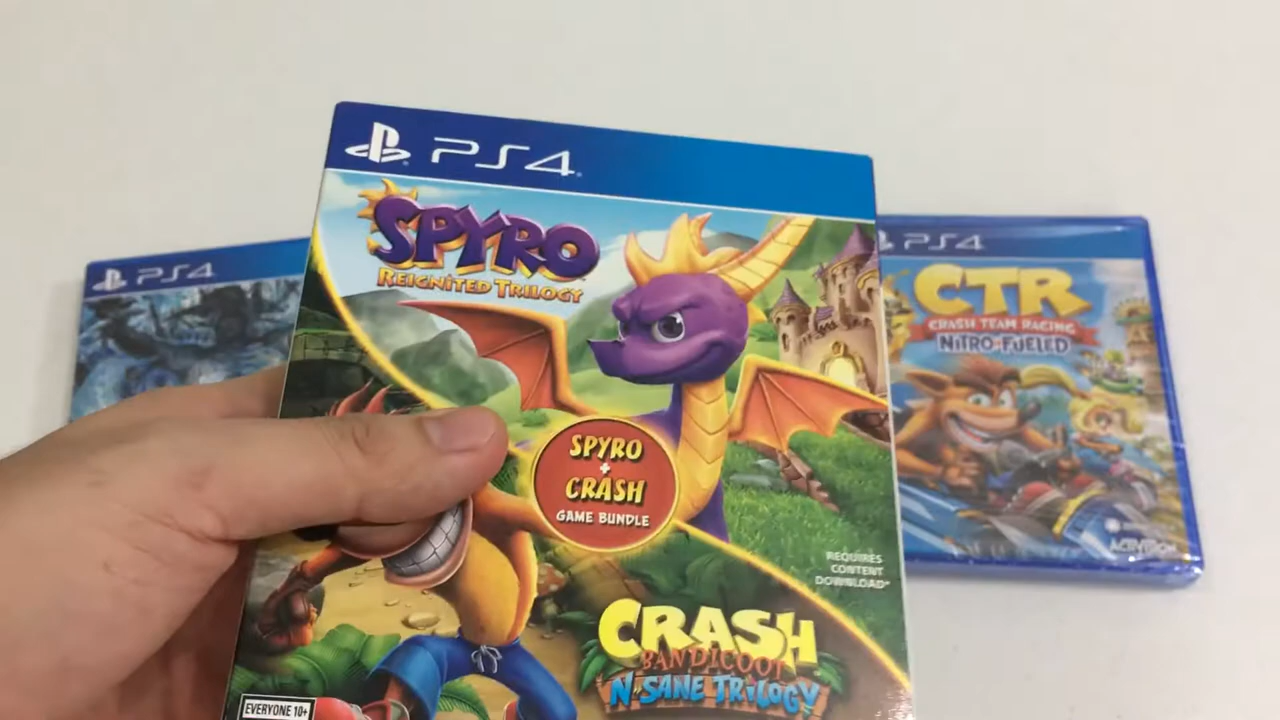 PS4
SPYRO
REIGNITED TRILOGY
SPYRO
+
CRASH
GAME BUNDLE
REQUIRES
CONTENT
DOWNLOAD*
CRASH
BANDICOOT
N. SANE TRILOGY
EVERYONE 10+
PS4
PS4
CTR
CRASH TEAM RACING
NITRO-FUELED
ACTIVISION